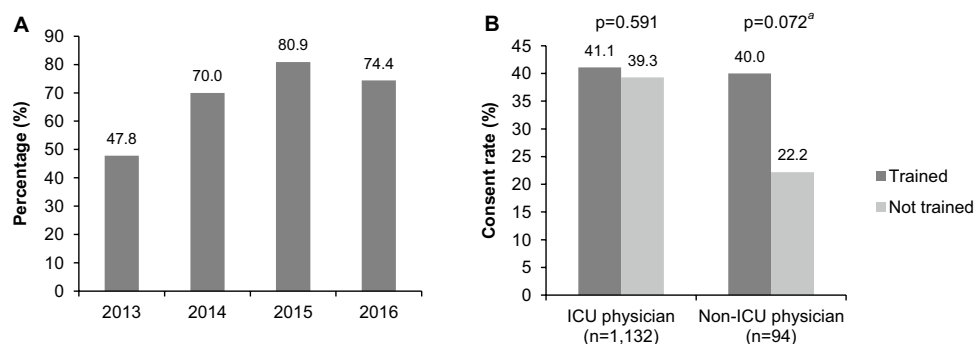 A
Percentage (%)
90
80
70
60
50
40
30
20
10
0
47.8
70.0
80.9
74.4
2013
2014
2015
2016
B
p=0.591
p=0.072a
Consent rate (%)
45
40
35
30
25
20
15
10
5
0
41.1
39.3
40.0
22.2
ICU physician
(n=1,132)
Non-ICU physician
(n=94)
Trained
Not trained